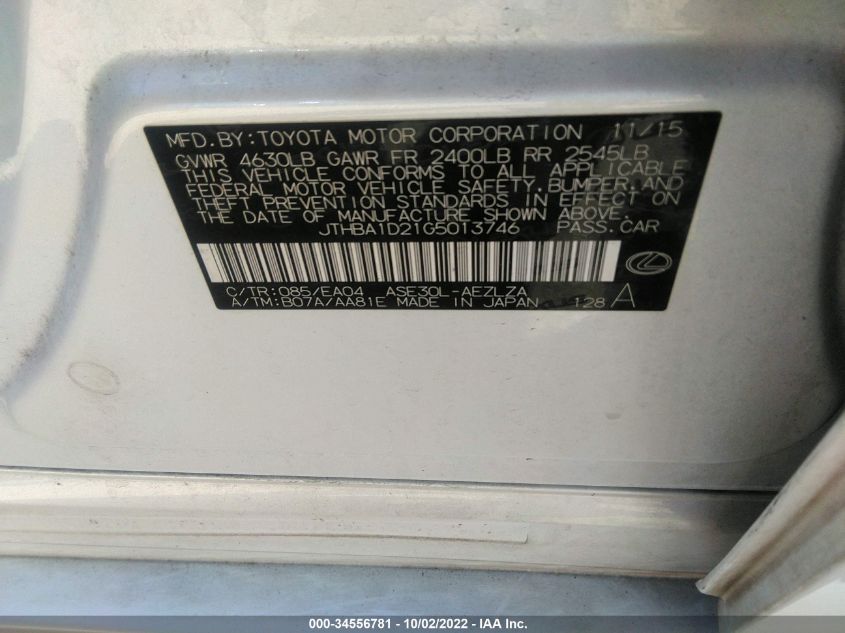 MFD.BY:TOYOTA MOTOR CORPORATION 11/15
GVWR 4630LB GAWR FR 2400LB RR 2545LB
THIS VEHICLE CONFORMS TO ALL APPLICABLE
FEDERAL MOTOR VEHICLE SAFETY,BUMPER,AND
THEFT PREVENTION STANDARDS IN EFFECT ON
THE DATE OF MANUFACTURE SHOWN ABOVE.
JTHBA1D21G5013746 PASS.CAR
C/TR:085/EA04 ASE30L-AEZLZA
A/TM:B07A/AA81E MADE IN JAPAN 128 A
000-34556781 - 10/02/2022 - IAA Inc.